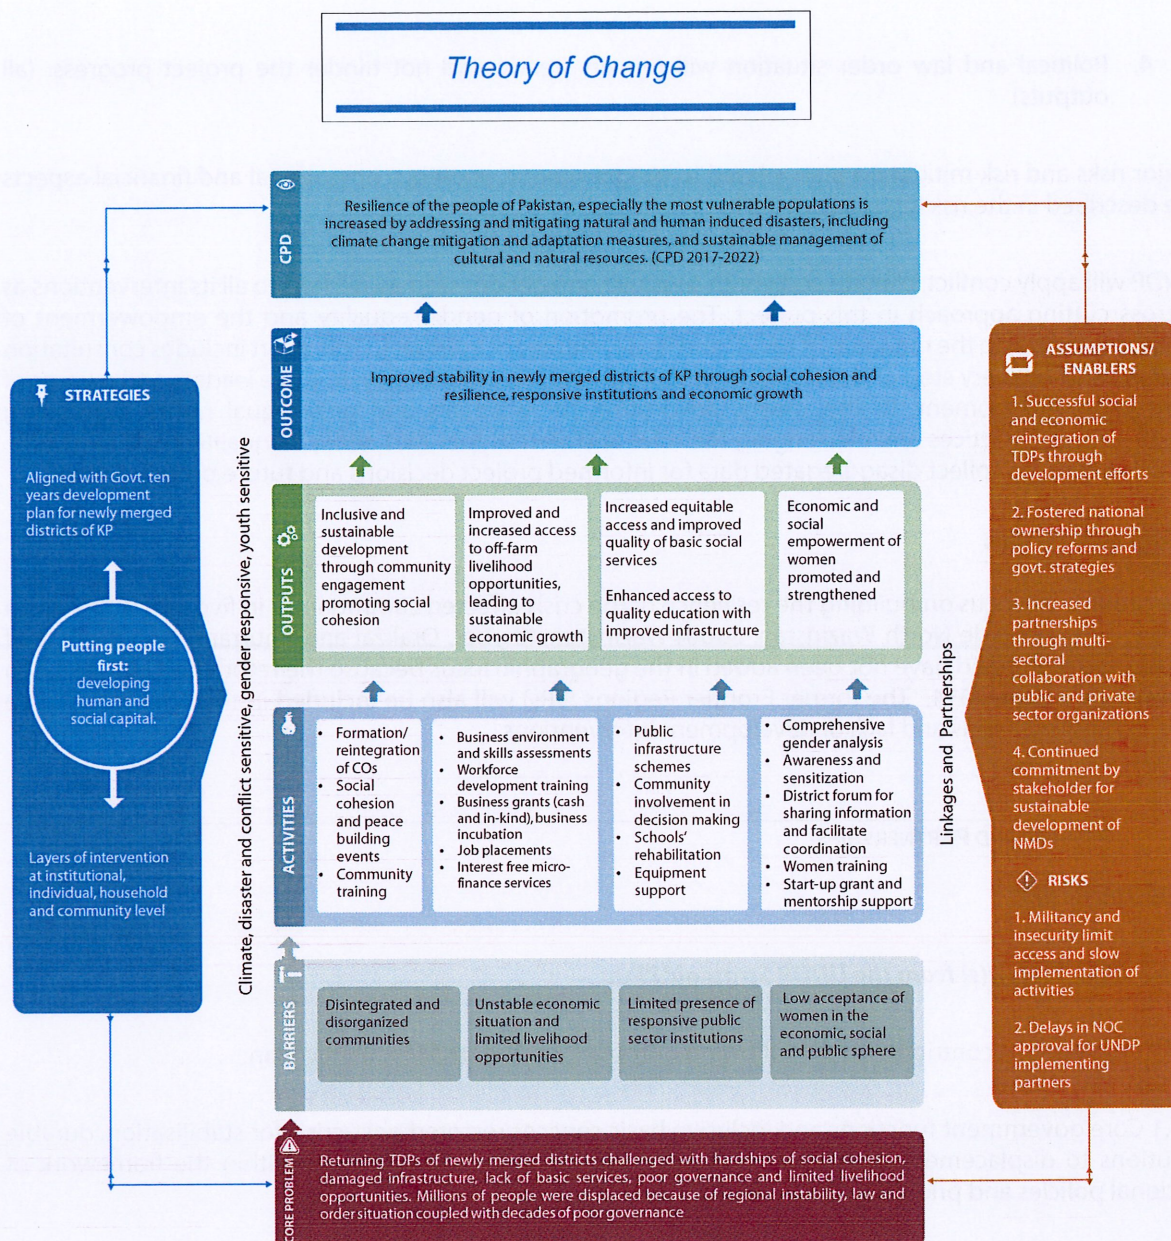 Theory of Change
CPD
Resilience of the people of Pakistan, especially the most vulnerable populations is
increased by addressing and mitigating natural and human induced disasters, including
climate change mitigation and adaptation measures, and sustainable management of
cultural and natural resources. (CPD 2017-2022)
OUTCOME
Improved stability in newly merged districts of KP through social cohesion and
resilience, responsive institutions and economic growth
STRATEGIES
Aligned with Govt. ten
years development
plan for newly merged
districts of KP
Putting people
first:
developing
human and
social capital.
Layers of intervention
at institutional,
individual, household
and community level
Climate, disaster and conflict sensitive, gender responsive, youth sensitive
OUTPUTS
Inclusive and
sustainable
development
through community
engagement
promoting social
cohesion
Improved and
increased access
to off-farm
livelihood
opportunities,
leading to
sustainable
economic growth
Increased equitable
access and improved
quality of basic social
services
Enhanced access to
quality education with
improved infrastructure
Economic and
social
empowerment of
women
promoted and
strengthened
ACTIVITIES
• Formation/
reintegration
of COs
• Social
cohesion
and peace
building
events
• Community
training
• Business environment
and skills assessments
• Workforce
development training
• Business grants (cash
and in-kind), business
incubation
• Job placements
• Interest free micro-
finance services
• Public
infrastructure
schemes
• Community
involvement in
decision making
• Schools'
rehabilitation
• Equipment
support
• Comprehensive
gender analysis
• Awareness and
sensitization
• District forum for
sharing information
and facilitate
coordination
• Women training
• Start-up grant and
mentorship support
BARRIERS
Disintegrated and
disorganized
communities
Unstable economic
situation and
limited livelihood
opportunities
Limited presence of
responsive public
sector institutions
Low acceptance of
women in the
economic, social
and public sphere
CORE PROBLEM
Returning TDPs of newly merged districts challenged with hardships of social cohesion,
damaged infrastructure, lack of basic services, poor governance and limited livelihood
opportunities. Millions of people were displaced because of regional instability, law and
order situation coupled with decades of poor governance
Linkages and Partnerships
ASSUMPTIONS/
ENABLERS
1. Successful social
and economic
reintegration of
TDPs through
development efforts
2. Fostered national
ownership through
policy reforms and
govt. strategies
3. Increased
partnerships
through multi-
sectoral
collaboration with
public and private
sector organizations
4. Continued
commitment by
stakeholder for
sustainable
development of
NMDs
RISKS
1. Militancy and
insecurity limit
access and slow
implementation of
activities
2. Delays in NOC
approval for UNDP
implementing
partners